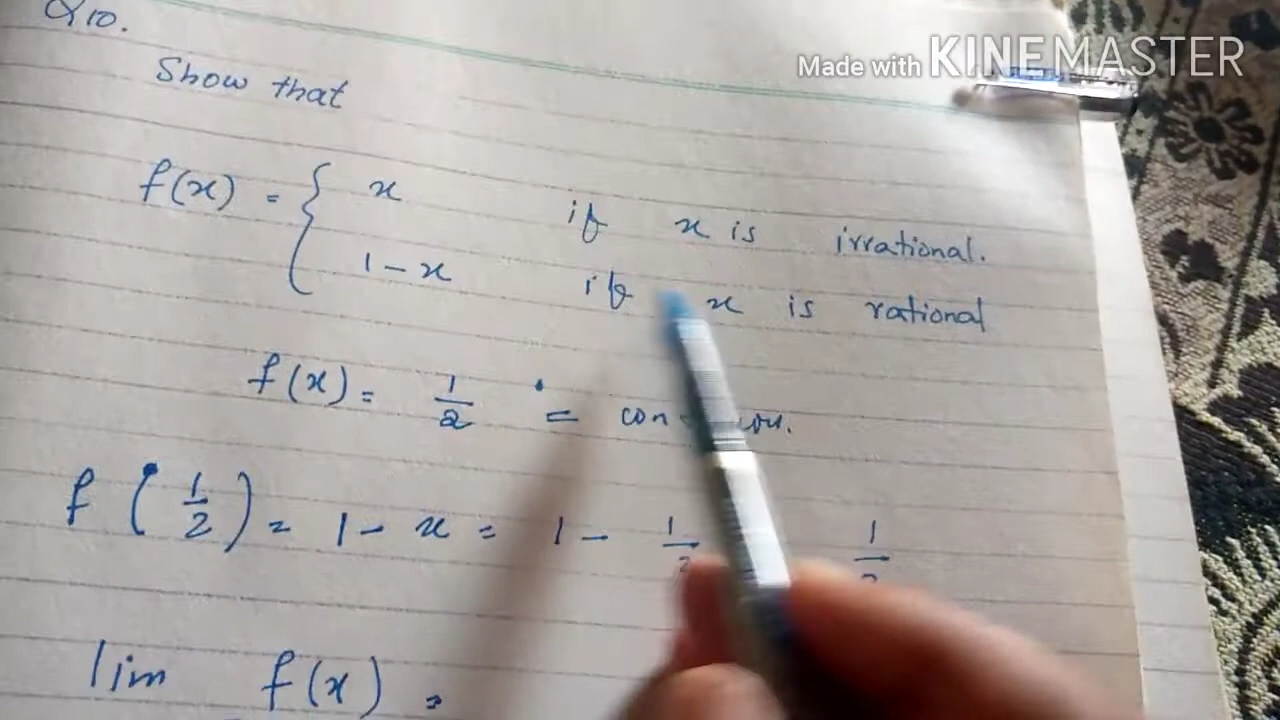 Q10.
Made with KINEMASTER
Show that
f(x) = { x if x is irrational.
1 - x if x is rational
f(x) = 1/2 =
f(1/2) = 1 - x = 1 - 1/2 1/2
lim f(x) =